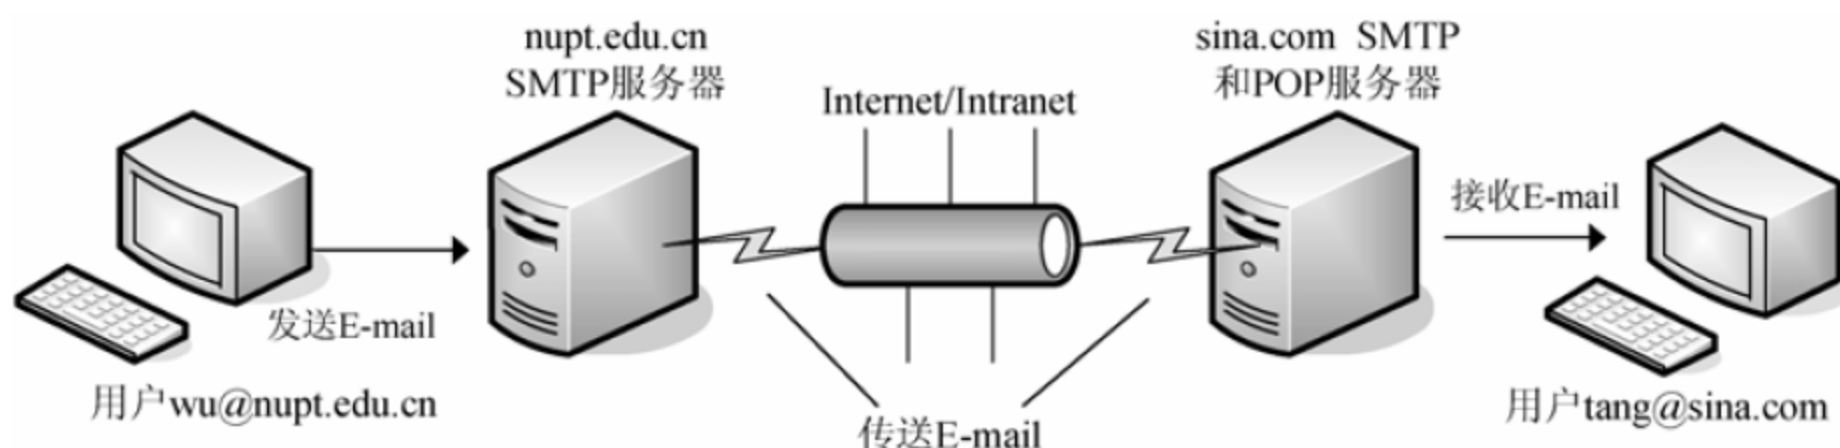 nupt.edu.cn
SMTP服务器
sina.com SMTP
和POP服务器
Internet/Intranet
接收E-mail
发送E-mail
用户wu@nupt.edu.cn
传送E-mail
用户tang@sina.com